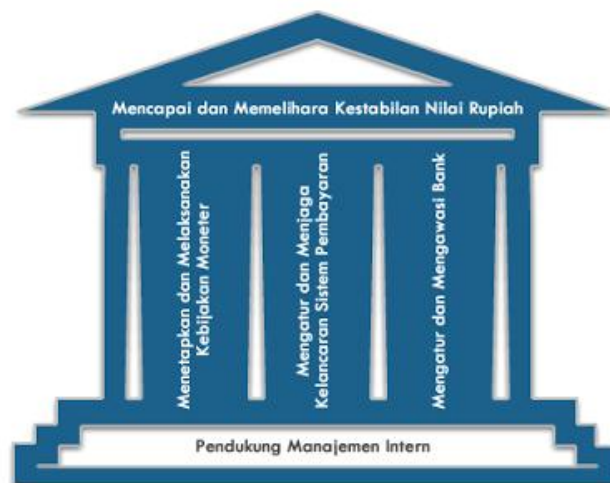 Mencapai dan Memelihara Kestabilan Nilai Rupiah
Menetapkan dan Melaksanakan
Kebijakan Moneter
Mengatur dan Menjaga
Kelancaran Sistem Pembayaran
Mengatur dan Mengawasi Bank
Pendukung Manajemen Intern